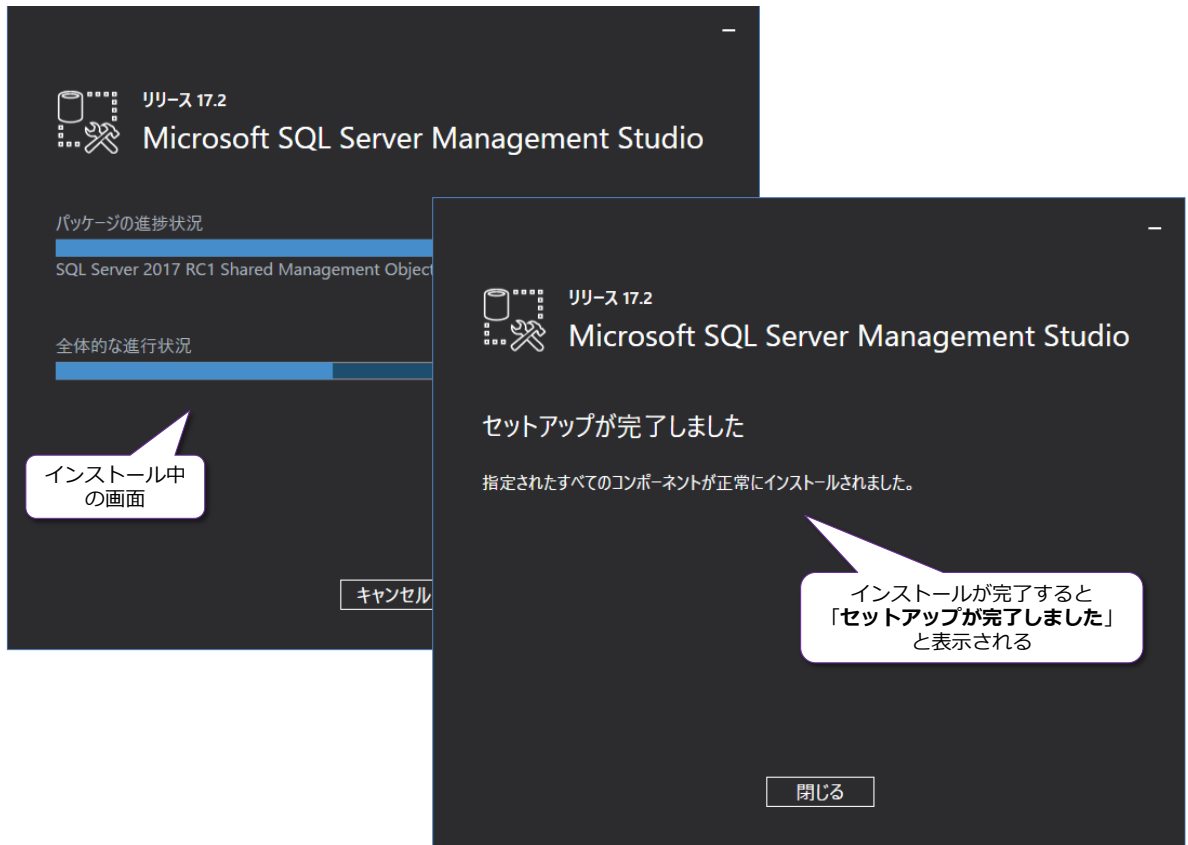 リリース 17.2
Microsoft SQL Server Management Studio
パッケージの進捗状況
SQL Server 2017 RC1 Shared Management Object
全体的な進行状況
インストール中
の画面
キャンセル
リリース 17.2
Microsoft SQL Server Management Studio
セットアップが完了しました
指定されたすべてのコンポーネントが正常にインストールされました。
インストールが完了すると
「セットアップが完了しました」
と表示される
閉じる